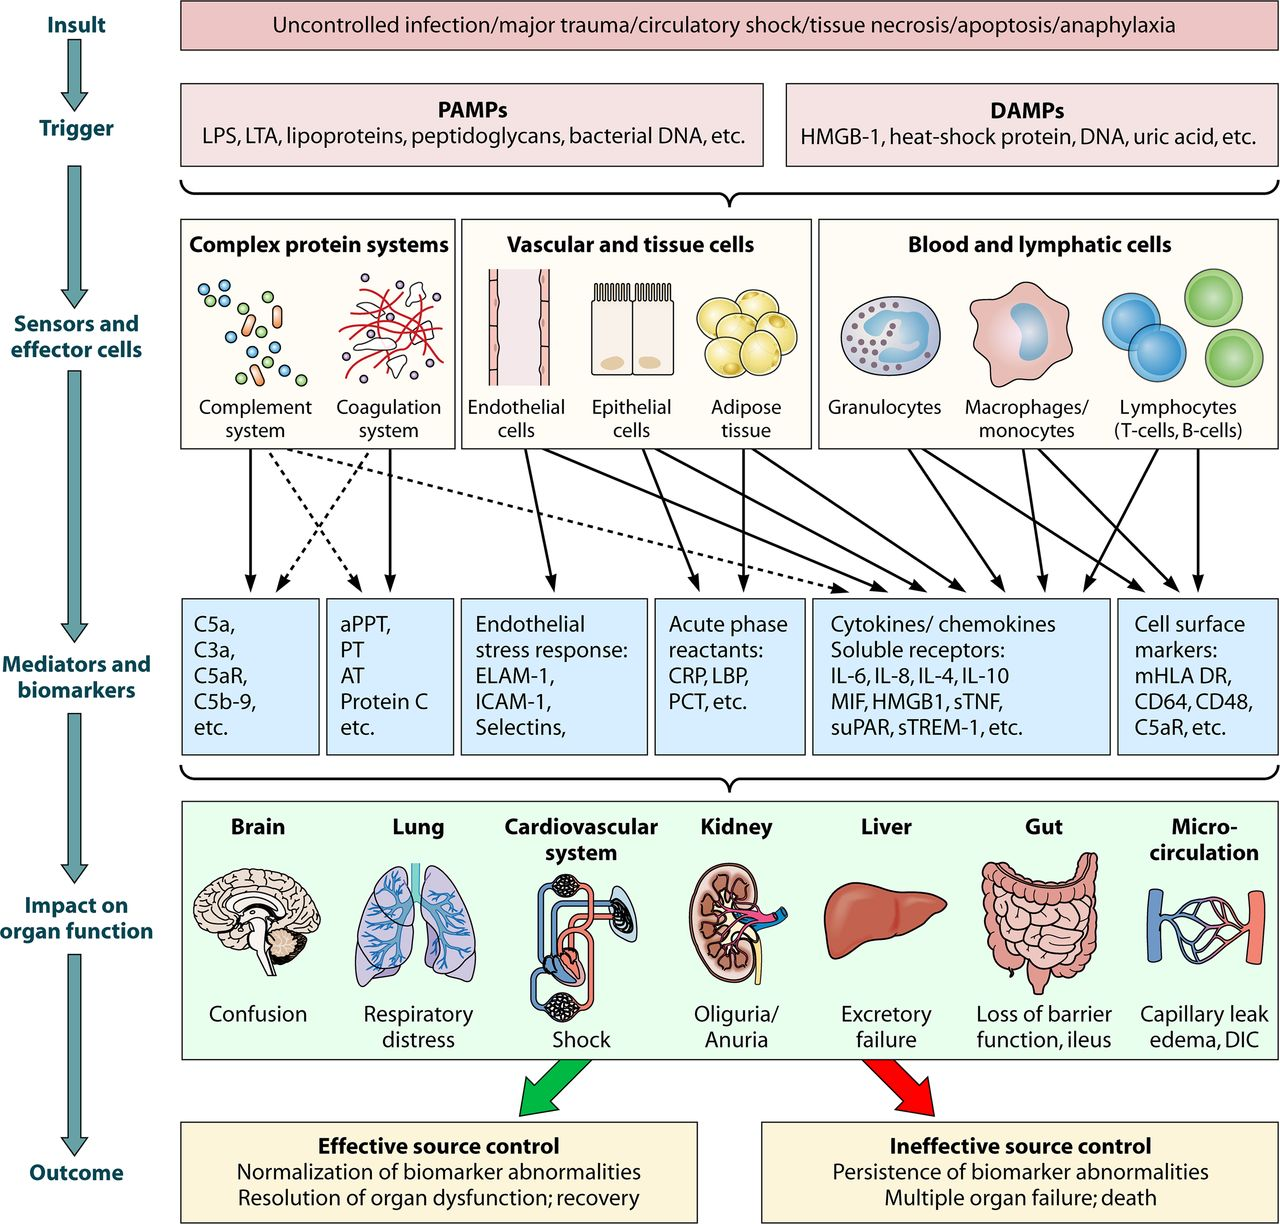 Insult
Uncontrolled infection/major trauma/circulatory shock/tissue necrosis/apoptosis/anaphylaxia
Trigger
PAMPs
LPS, LTA, lipoproteins, peptidoglycans, bacterial DNA, etc.
DAMPs
HMGB-1, heat-shock protein, DNA, uric acid, etc.
Sensors and
effector cells
Complex protein systems
Complement
system
Coagulation
system
Vascular and tissue cells
Endothelial
cells
Epithelial
cells
Adipose
tissue
Blood and lymphatic cells
Granulocytes
Macrophages/
monocytes
Lymphocytes
(T-cells, B-cells)
Mediators and
biomarkers
C5a,
C3a,
C5aR,
C5b-9,
etc.
aPPT,
PT
AT
Protein C
etc.
Endothelial
stress response:
ELAM-1,
ICAM-1,
Selectins,
Acute phase
reactants:
CRP, LBP,
PCT, etc.
Cytokines/ chemokines
Soluble receptors:
IL-6, IL-8, IL-4, IL-10
MIF, HMGB1, sTNF,
suPAR, sTREM-1, etc.
Cell surface
markers:
mHLA DR,
CD64, CD48,
C5aR, etc.
Impact on
organ function
Brain
Confusion
Lung
Respiratory
distress
Cardiovascular
system
Shock
Kidney
Oliguria/
Anuria
Liver
Excretory
failure
Gut
Loss of barrier
function, ileus
Micro-
circulation
Capillary leak
edema, DIC
Outcome
Effective source control
Normalization of biomarker abnormalities
Resolution of organ dysfunction; recovery
Ineffective source control
Persistence of biomarker abnormalities
Multiple organ failure; death